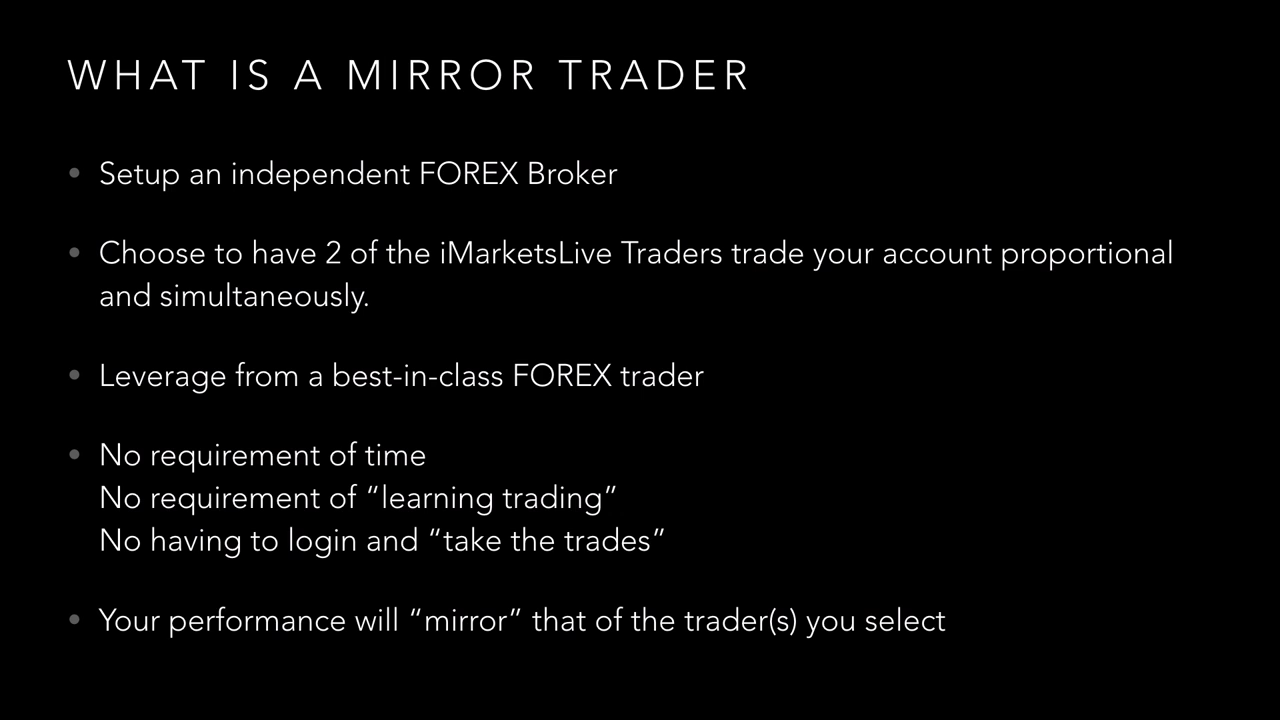 WHAT IS A MIRROR TRADER
• Setup an independent FOREX Broker
• Choose to have 2 of the iMarketsLive Traders trade your account proportional
and simultaneously.
• Leverage from a best-in-class FOREX trader
• No requirement of time
No requirement of “learning trading”
No having to login and “take the trades”
• Your performance will “mirror” that of the trader(s) you select